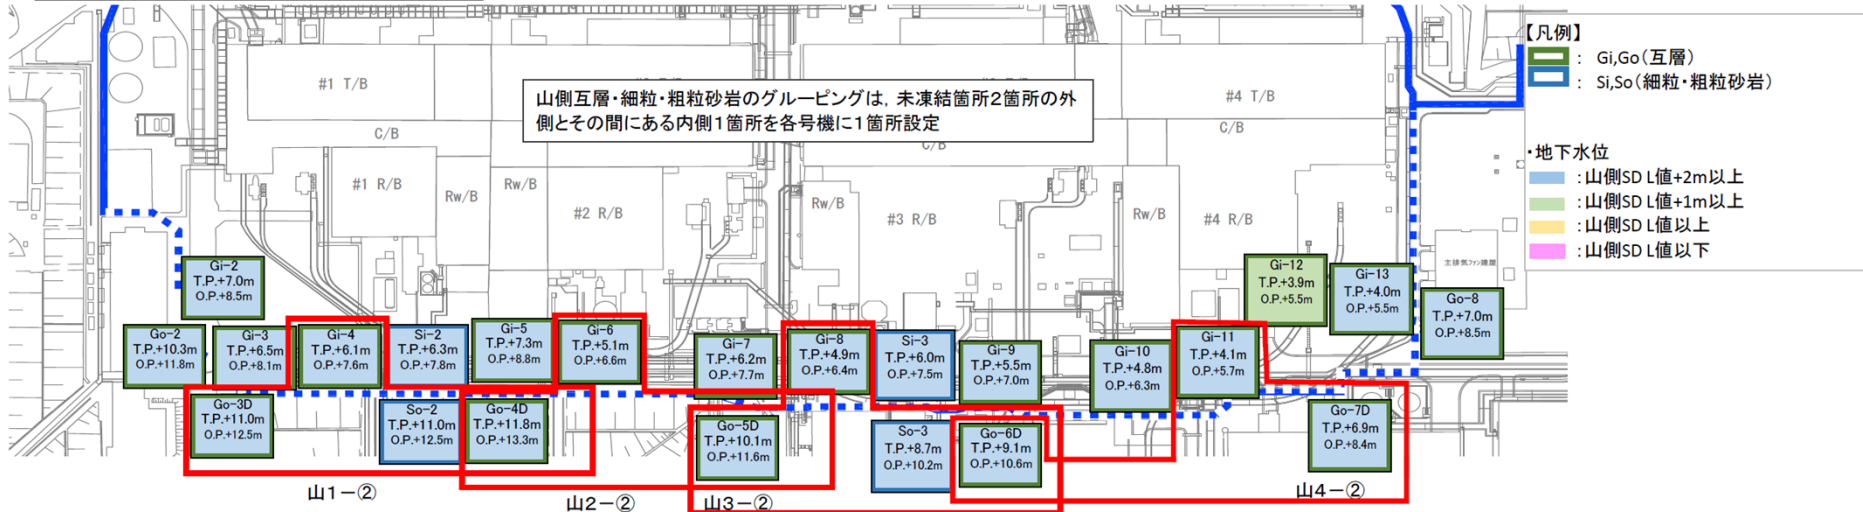 【凡例】
： Gi,Go（互層）
： Si,So（細粒・粗粒砂岩）
・地下水位
：山側SD L値+2m以上
：山側SD L値+1m以上
：山側SD L値以上
：山側SD L値以下
#1 T/B
#4 T/B
山側互層・細粒・粗粒砂岩のグルーピングは，未凍結箇所2箇所の外
側とその間にある内側１箇所を各号機に１箇所設定
C/B
C/B
C/B
#1 R/B
Rw/B
Rw/B
#2 R/B
Rw/B
#3 R/B
Rw/B
#4 R/B
主排気ファン建屋
Gi-2
T.P.+7.0m
O.P.+8.5m
Gi-12
T.P.+3.9m
O.P.+5.5m
Gi-13
T.P.+4.0m
O.P.+5.5m
Go-8
T.P.+7.0m
O.P.+8.5m
Go-2
T.P.+10.3m
O.P.+11.8m
Gi-3
T.P.+6.5m
O.P.+8.1m
Gi-4
T.P.+6.1m
O.P.+7.6m
Si-2
T.P.+6.3m
O.P.+7.8m
Gi-5
T.P.+7.3m
O.P.+8.8m
Gi-6
T.P.+5.1m
O.P.+6.6m
Gi-7
T.P.+6.2m
O.P.+7.7m
Gi-8
T.P.+4.9m
O.P.+6.4m
Si-3
T.P.+6.0m
O.P.+7.5m
Gi-9
T.P.+5.5m
O.P.+7.0m
Gi-10
T.P.+4.8m
O.P.+6.3m
Gi-11
T.P.+4.1m
O.P.+5.7m
Go-3D
T.P.+11.0m
O.P.+12.5m
So-2
T.P.+11.0m
O.P.+12.5m
Go-4D
T.P.+11.8m
O.P.+13.3m
Go-5D
T.P.+10.1m
O.P.+11.6m
So-3
T.P.+8.7m
O.P.+10.2m
Go-6D
T.P.+9.1m
O.P.+10.6m
Go-7D
T.P.+6.9m
O.P.+8.4m
山1－②
山2－②
山3－②
山4－②